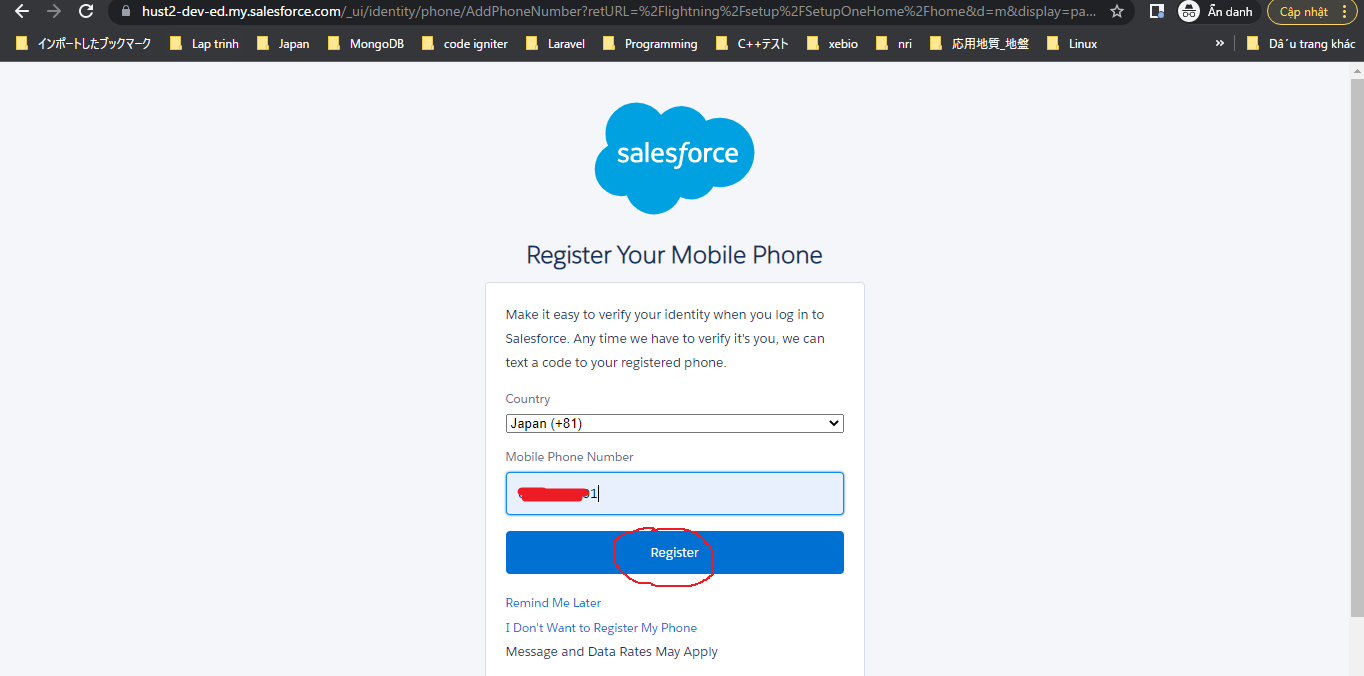 hust2-dev-ed.my.salesforce.com/_ui/identity/phone/AddPhoneNumber?retURL=%2Flightning%2Fsetup%2FSetupOneHome%2Fhome&d=m&display=pa... Ẩn danh Cập nhật
インポートしたブックマーク Lap trinh Japan MongoDB code igniter Laravel Programming C++テスト xebio nri 応用地質_地盤 Linux » Dấu trang khác
salesforce
Register Your Mobile Phone
Make it easy to verify your identity when you log in to
Salesforce. Any time we have to verify it's you, we can
text a code to your registered phone.
Country
Japan (+81)
Mobile Phone Number
91
Register
Remind Me Later
I Don't Want to Register My Phone
Message and Data Rates May Apply